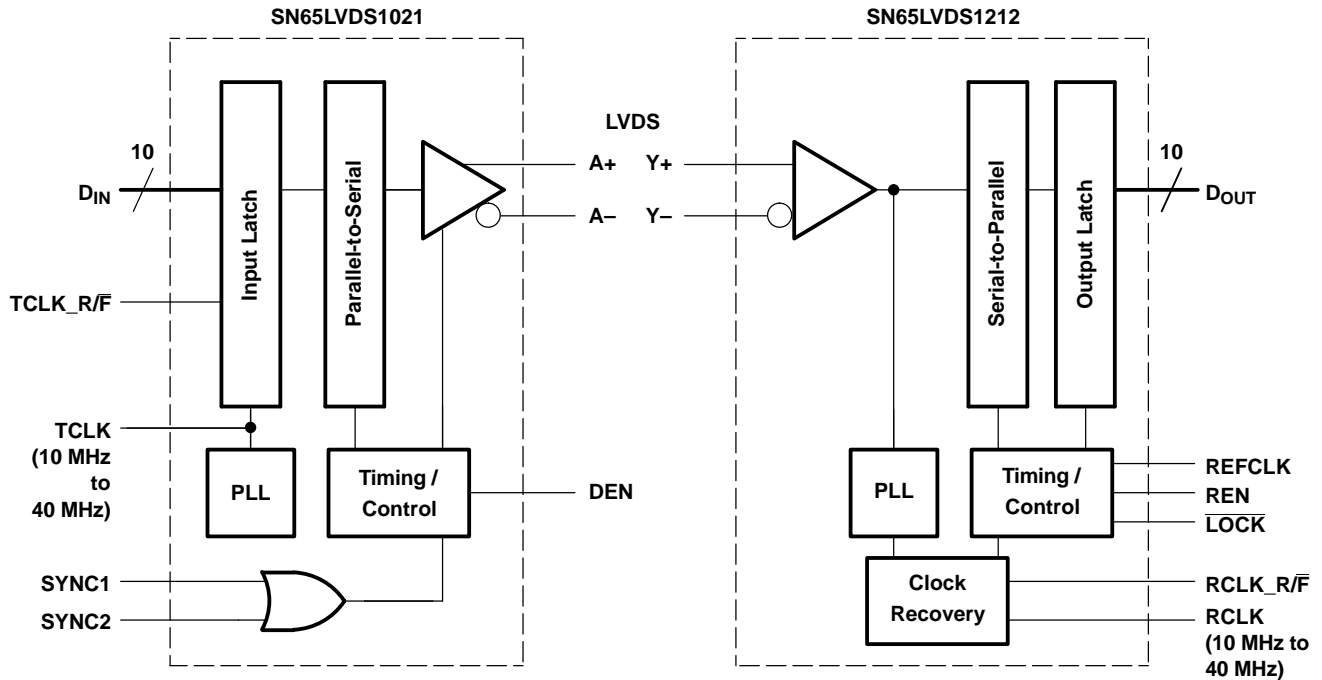 SN65LVDS1021
SN65LVDS1212
LVDS
10
DIN
Input Latch
Parallel-to-Serial
A+
Y+
A–
Y–
Serial-to-Parallel
Output Latch
10
DOUT
TCLK_R/F̅
TCLK
(10 MHz
to
40 MHz)
PLL
Timing /
Control
DEN
PLL
Timing /
Control
REFCLK
REN
L̅O̅C̅K̅
SYNC1
SYNC2
Clock
Recovery
RCLK_R/F̅
RCLK
(10 MHz to
40 MHz)